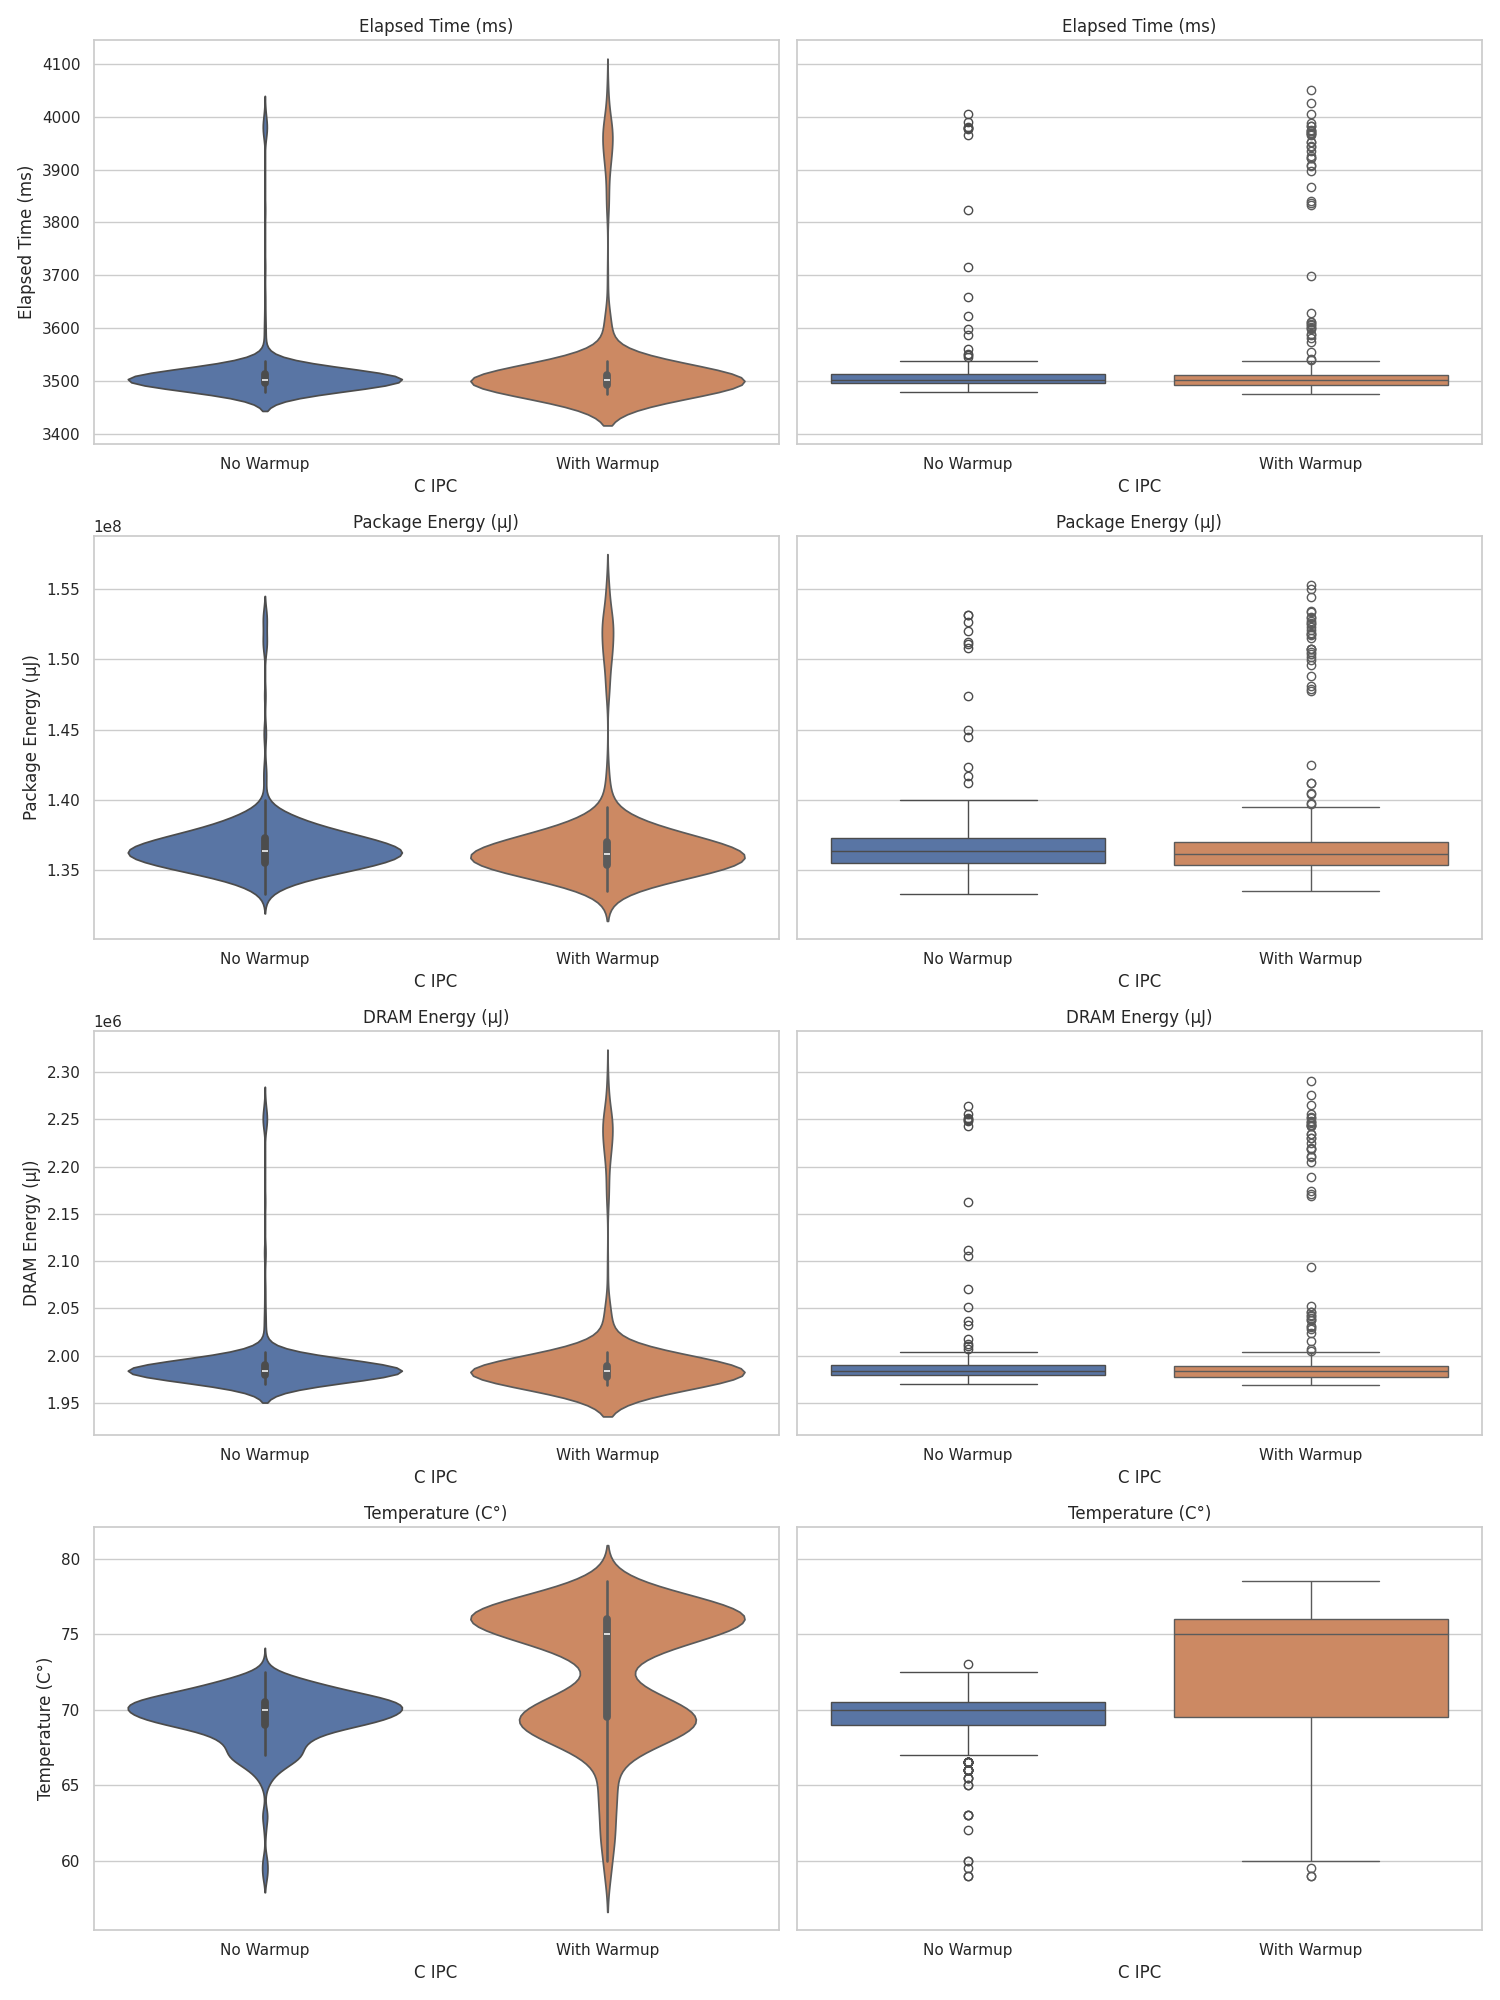 Elapsed Time (ms)
Elapsed Time (ms)
Elapsed Time (ms)
4100
4000
3900
3800
3700
3600
3500
3400
No Warmup
With Warmup
C IPC
No Warmup
With Warmup
C IPC
1e8
Package Energy (µJ)
Package Energy (µJ)
Package Energy (µJ)
1.55
1.50
1.45
1.40
1.35
No Warmup
With Warmup
C IPC
No Warmup
With Warmup
C IPC
1e6
DRAM Energy (µJ)
DRAM Energy (µJ)
DRAM Energy (µJ)
2.30
2.25
2.20
2.15
2.10
2.05
2.00
1.95
No Warmup
With Warmup
C IPC
No Warmup
With Warmup
C IPC
Temperature (C°)
Temperature (C°)
Temperature (C°)
80
75
70
65
60
No Warmup
With Warmup
C IPC
No Warmup
With Warmup
C IPC